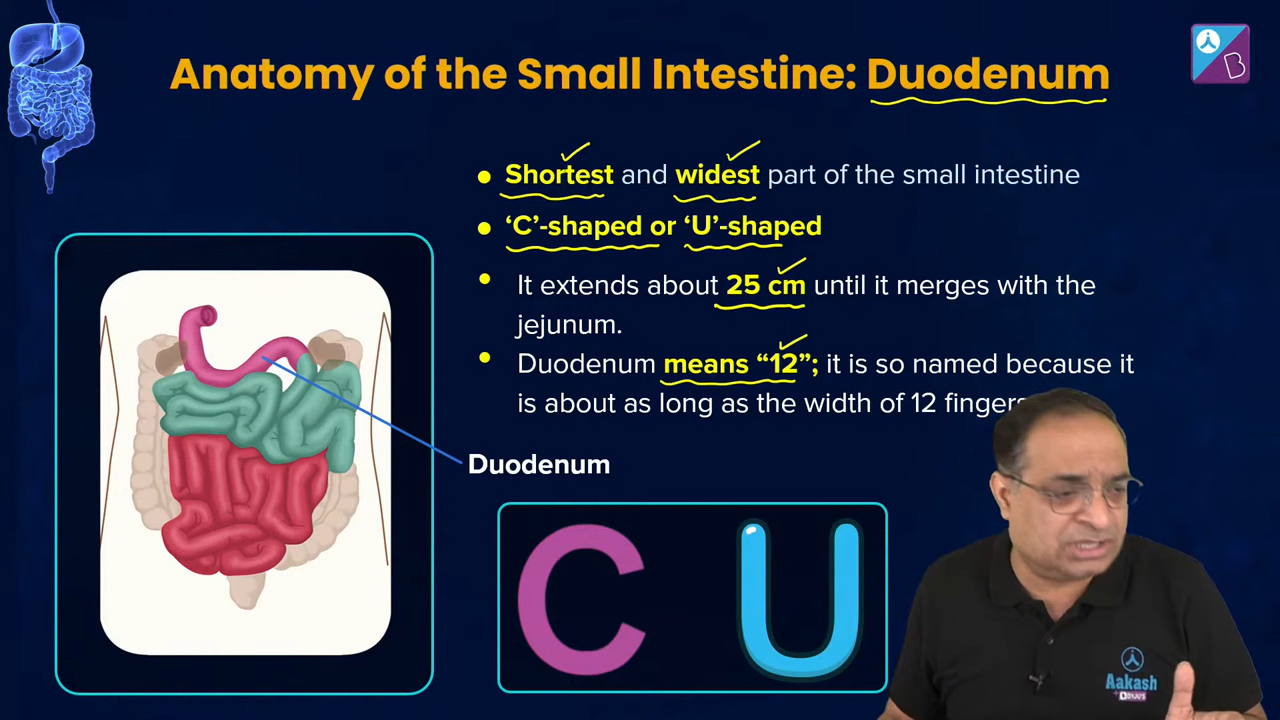 Anatomy of the Small Intestine: Duodenum
B
• Shortest and widest part of the small intestine
• ‘C’-shaped or ‘U’-shaped
• It extends about 25 cm until it merges with the
jejunum.
• Duodenum means “12”; it is so named because it
is about as long as the width of 12 fingers
Duodenum
C U
Aakash
+ BYJU'S